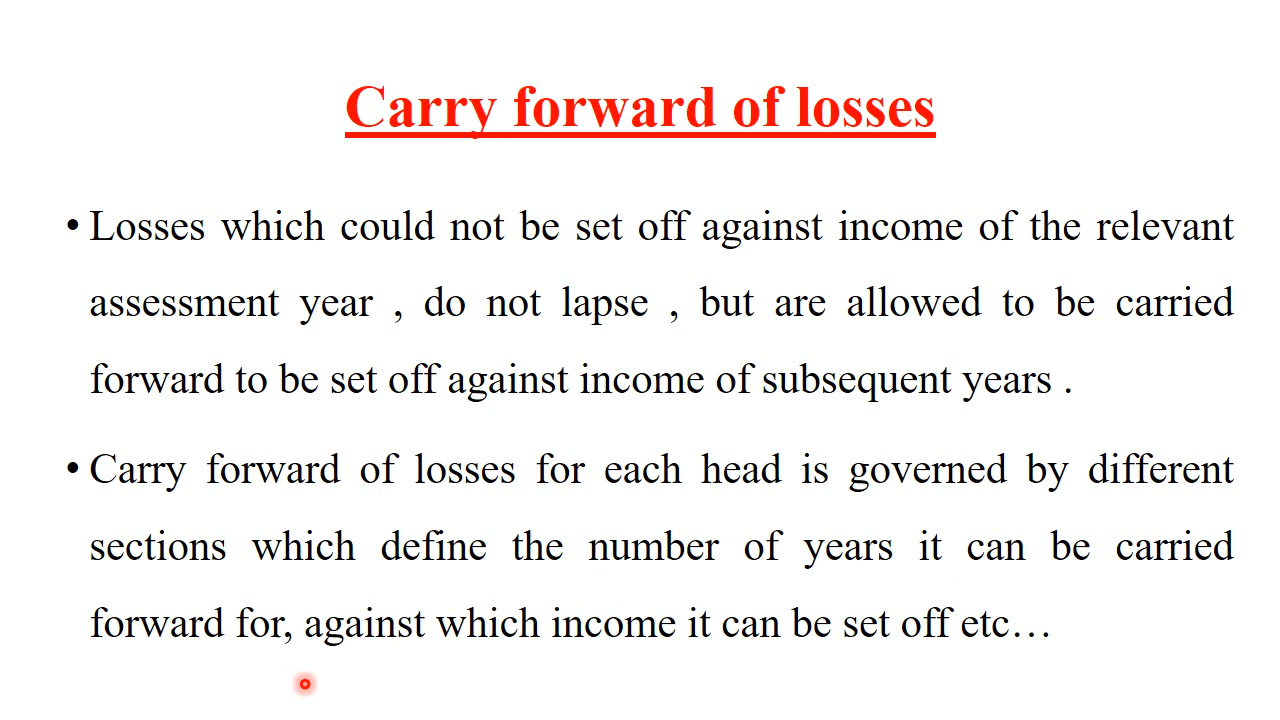 Carry forward of losses
• Losses which could not be set off against income of the relevant
assessment year , do not lapse , but are allowed to be carried
forward to be set off against income of subsequent years .
• Carry forward of losses for each head is governed by different
sections which define the number of years it can be carried
forward for, against which income it can be set off etc…